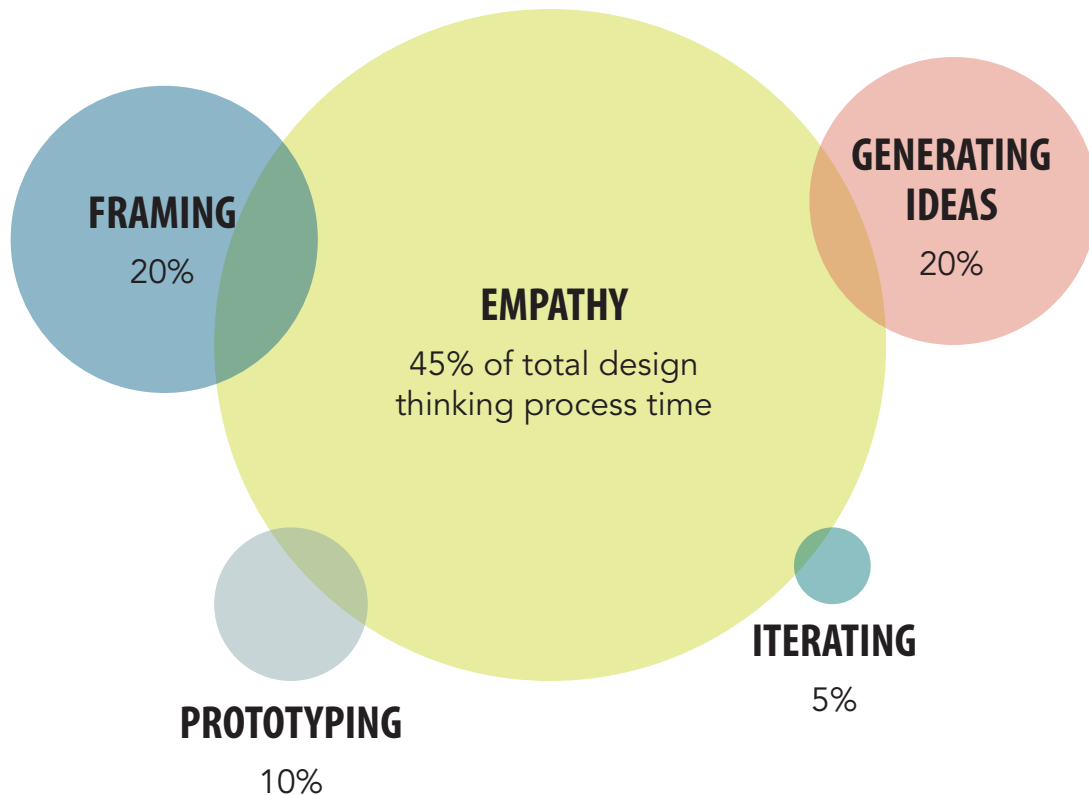 FRAMING
20%
GENERATING
IDEAS
20%
EMPATHY
45% of total design
thinking process time
PROTOTYPING
10%
ITERATING
5%